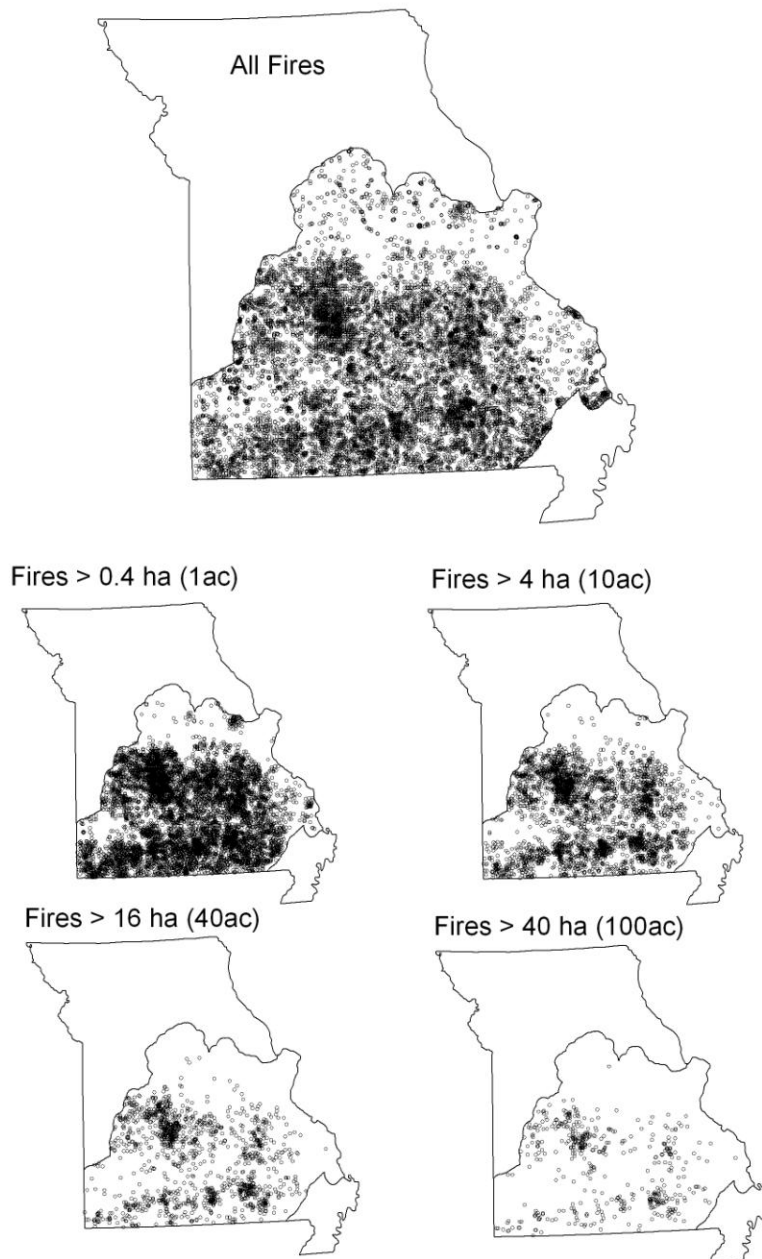 All Fires
Fires > 0.4 ha (1ac)
Fires > 4 ha (10ac)
Fires > 16 ha (40ac)
Fires > 40 ha (100ac)